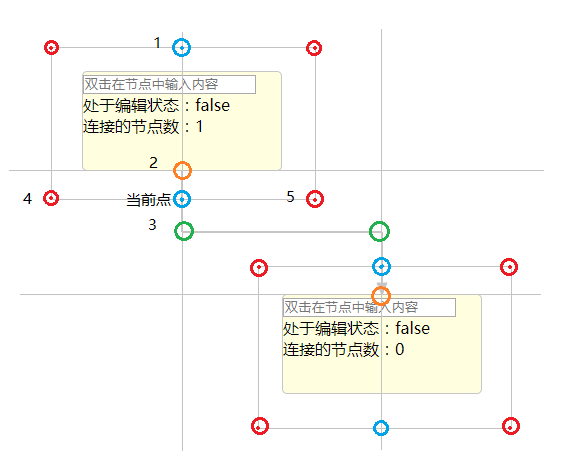 1
双击在节点中输入内容
处于编辑状态：false
连接的节点数：1
2
4
当前点
5
3
双击在节点中输入内容
处于编辑状态：false
连接的节点数：0